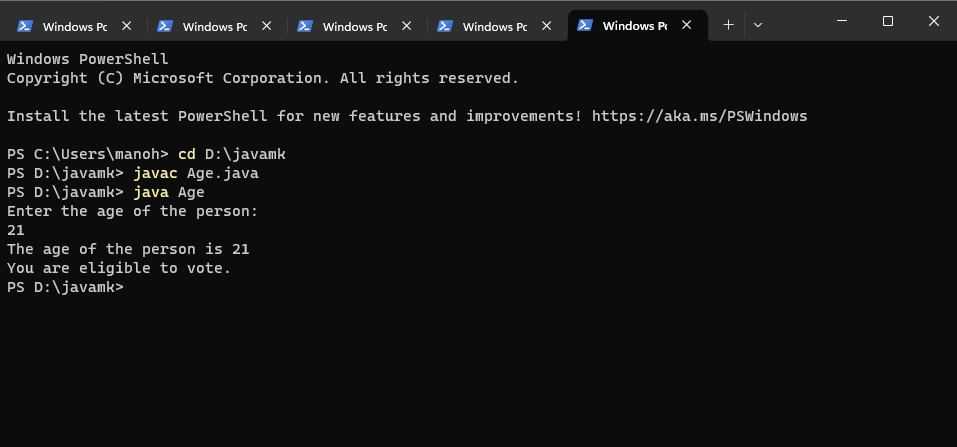 Windows Pc Windows Pc Windows Pc Windows Pc Windows Pc
Windows PowerShell
Copyright (C) Microsoft Corporation. All rights reserved.
Install the latest PowerShell for new features and improvements! https://aka.ms/PSWindows
PS C:\Users\manoh> cd D:\javamk
PS D:\javamk> javac Age.java
PS D:\javamk> java Age
Enter the age of the person:
21
The age of the person is 21
You are eligible to vote.
PS D:\javamk>